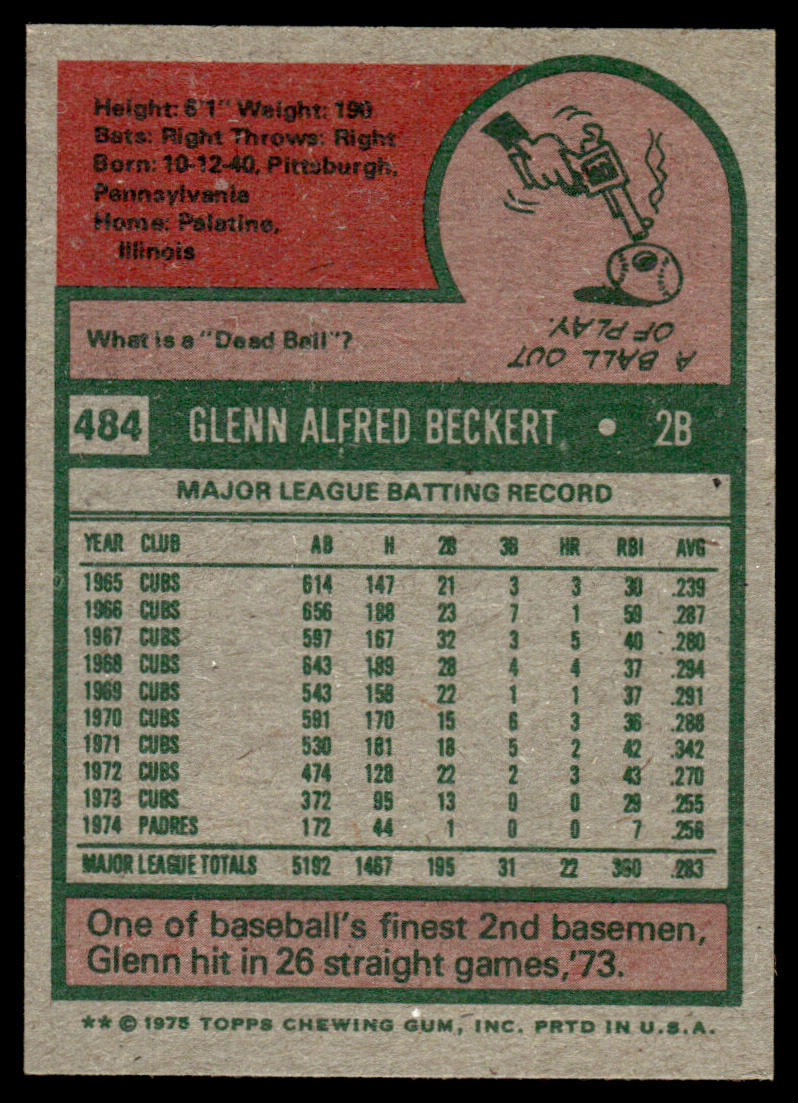 Height: 6'1" Weight: 190
Bats: Right Throws: Right
Born: 10-12-40, Pittsburgh,
Pennsylvania
Home: Palatine,
Illinois
What is a "Dead Ball"?
A BALL OUT
OF PLAY.
484 GLENN ALFRED BECKERT • 2B
MAJOR LEAGUE BATTING RECORD
YEAR CLUB AB H 2B 3B HR RBI AVG
1965 CUBS 614 147 21 3 3 30 .239
1966 CUBS 656 188 23 7 1 59 .287
1967 CUBS 597 167 32 3 5 40 .280
1968 CUBS 643 189 28 4 4 37 .294
1969 CUBS 543 158 22 1 1 37 .291
1970 CUBS 591 170 15 6 3 36 .288
1971 CUBS 530 181 18 5 2 42 .342
1972 CUBS 474 128 22 2 3 43 .270
1973 CUBS 372 95 13 0 0 29 .255
1974 PADRES 172 44 1 0 0 7 .256
MAJOR LEAGUE TOTALS 5192 1467 195 31 22 360 .283
One of baseball's finest 2nd basemen,
Glenn hit in 26 straight games,'73.
** © 1975 TOPPS CHEWING GUM, INC. PRTD IN U.S.A.